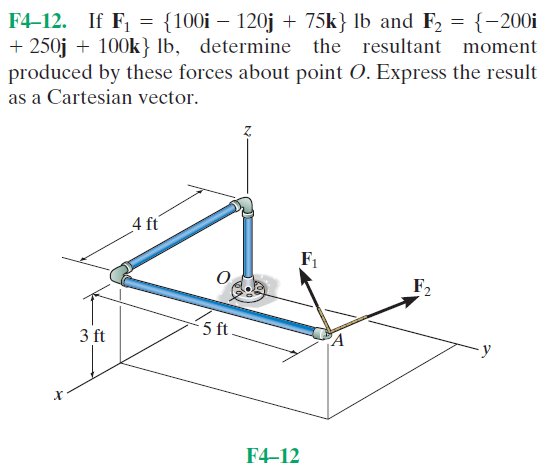 F4–12. If F₁ = {100i − 120j + 75k} lb and F₂ = {−200i
+ 250j + 100k} lb, determine the resultant moment
produced by these forces about point O. Express the result
as a Cartesian vector.
z
4 ft
O
F₁
F₂
3 ft
5 ft
A
y
x
F4–12